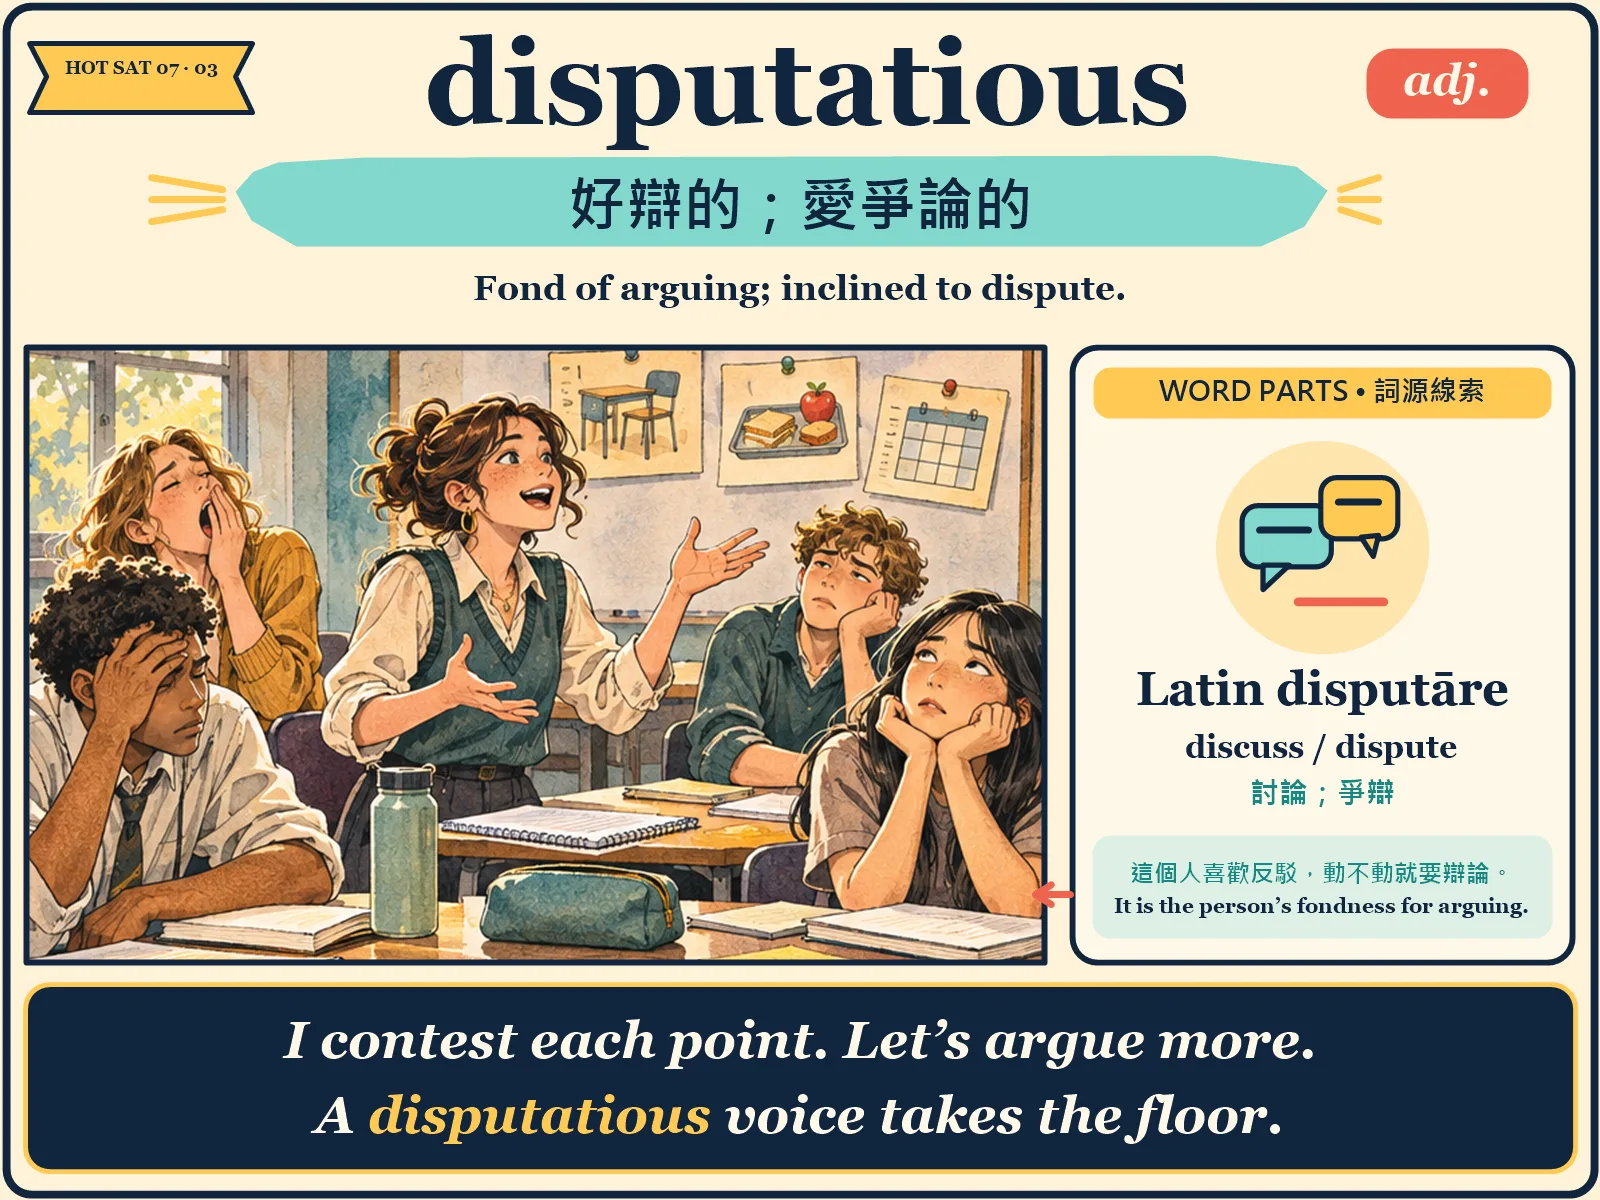 HOT SAT 07 · 03
disputatious
adj.
好辯的；愛爭論的
Fond of arguing; inclined to dispute.
WORD PARTS • 詞源線索
Latin disputāre
discuss / dispute
討論；爭辯
這個人喜歡反駁，動不動就要辯論。
It is the person’s fondness for arguing.
I contest each point. Let’s argue more.
A disputatious voice takes the floor.